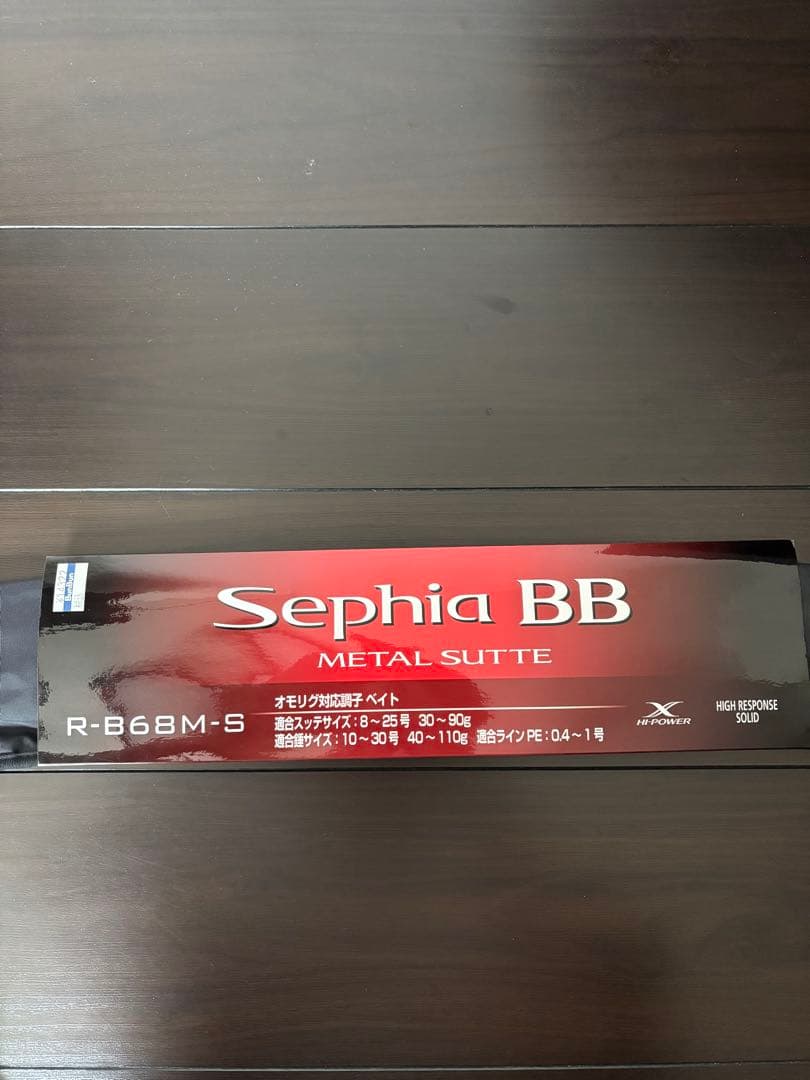 Sephia BB
METAL SUTTE
R-B68M-S
オモリグ対応調子 ベイト
適合スッテサイズ：8～25号 30～90g
適合錘サイズ：10～30号 40～110g 適合ラインPE：0.4～1号
X
HI-POWER
HIGH RESPONSE
SOLID